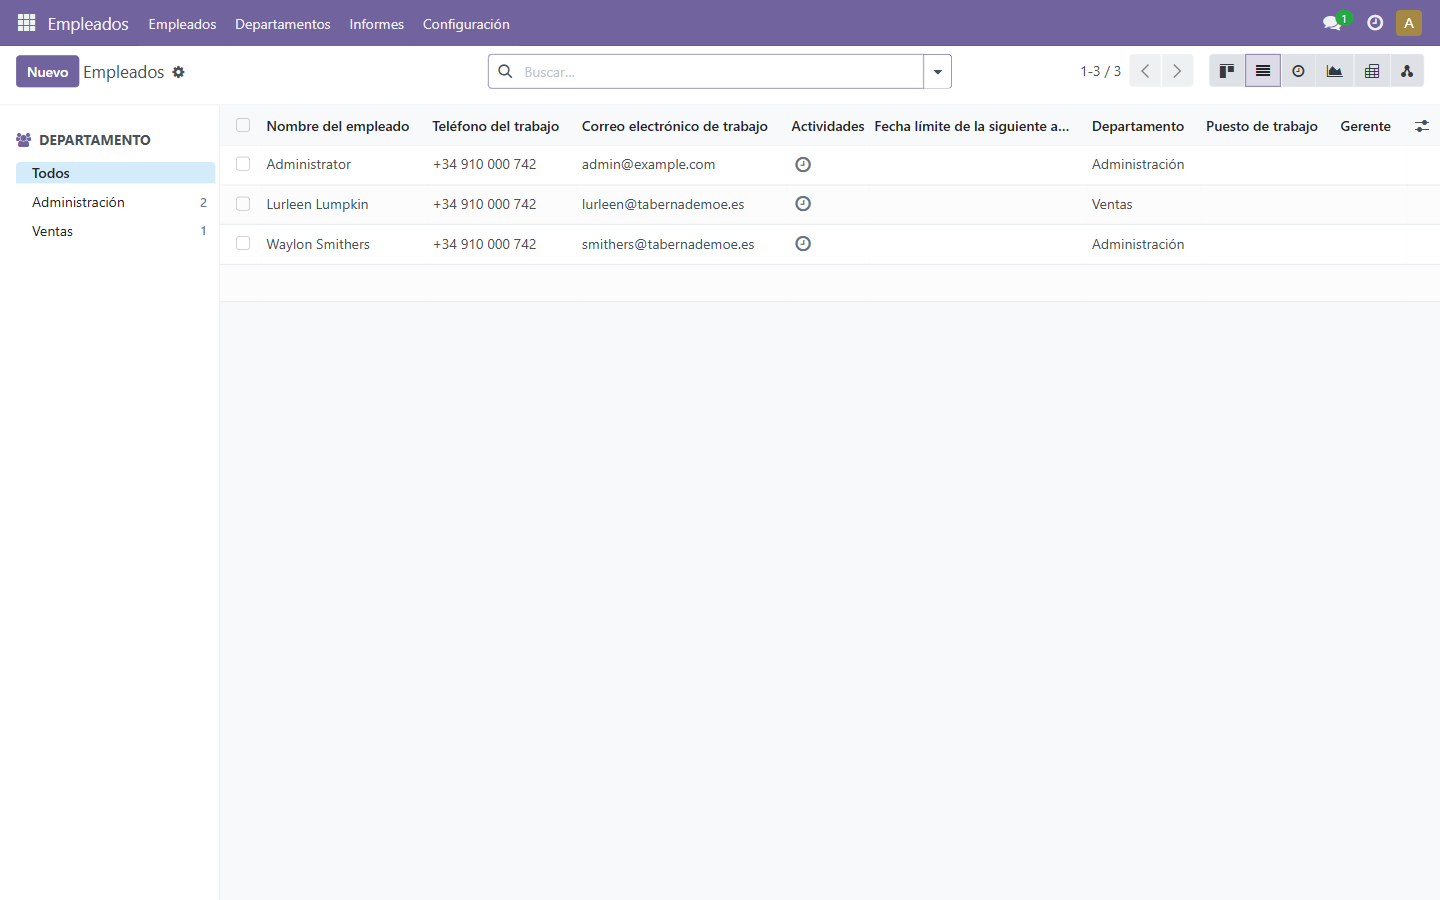 Empleados Empleados Departamentos Informes Configuración 1 A
Nuevo Empleados Buscar... 1-3 / 3
DEPARTAMENTO
Todos
Administración 2
Ventas 1
Nombre del empleado Teléfono del trabajo Correo electrónico de trabajo Actividades Fecha límite de la siguiente a... Departamento Puesto de trabajo Gerente
Administrator +34 910 000 742 admin@example.com Administración
Lurleen Lumpkin +34 910 000 742 lurleen@tabernademoe.es Ventas
Waylon Smithers +34 910 000 742 smithers@tabernademoe.es Administración